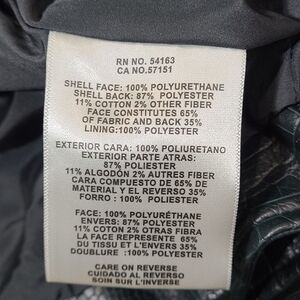 RN NO. 54163
CA NO.57151
SHELL FACE: 100% POLYURETHANE
SHELL BACK: 87% POLYESTER
11% COTTON 2% OTHER FIBER
FACE CONSTITUTES 65%
OF FABRIC AND BACK 35%
LINING:100% POLYESTER
EXTERIOR CARA: 100% POLIURETANO
EXTERIOR PARTE ATRAS:
87% POLIESTER
11% ALGODÓN 2% AUTRES FIBER
CARA COMPUESTO DE 65% DE
MATERIAL Y EL REVERSO 35%
FORRO : 100% POLIESTER
FACE: 100% POLYURÉTHANE
ENVERS: 87% POLYESTER
11% COTON 2% OTRAS FIBRA
LA FACE REPRESENTE 65%
DU TISSU ET L'ENVERS 35%
DOUBLURE :100% POLYESTER
CARE ON REVERSE
CUIDADO AL REVERSO
SOIN SUR L'INVERSE